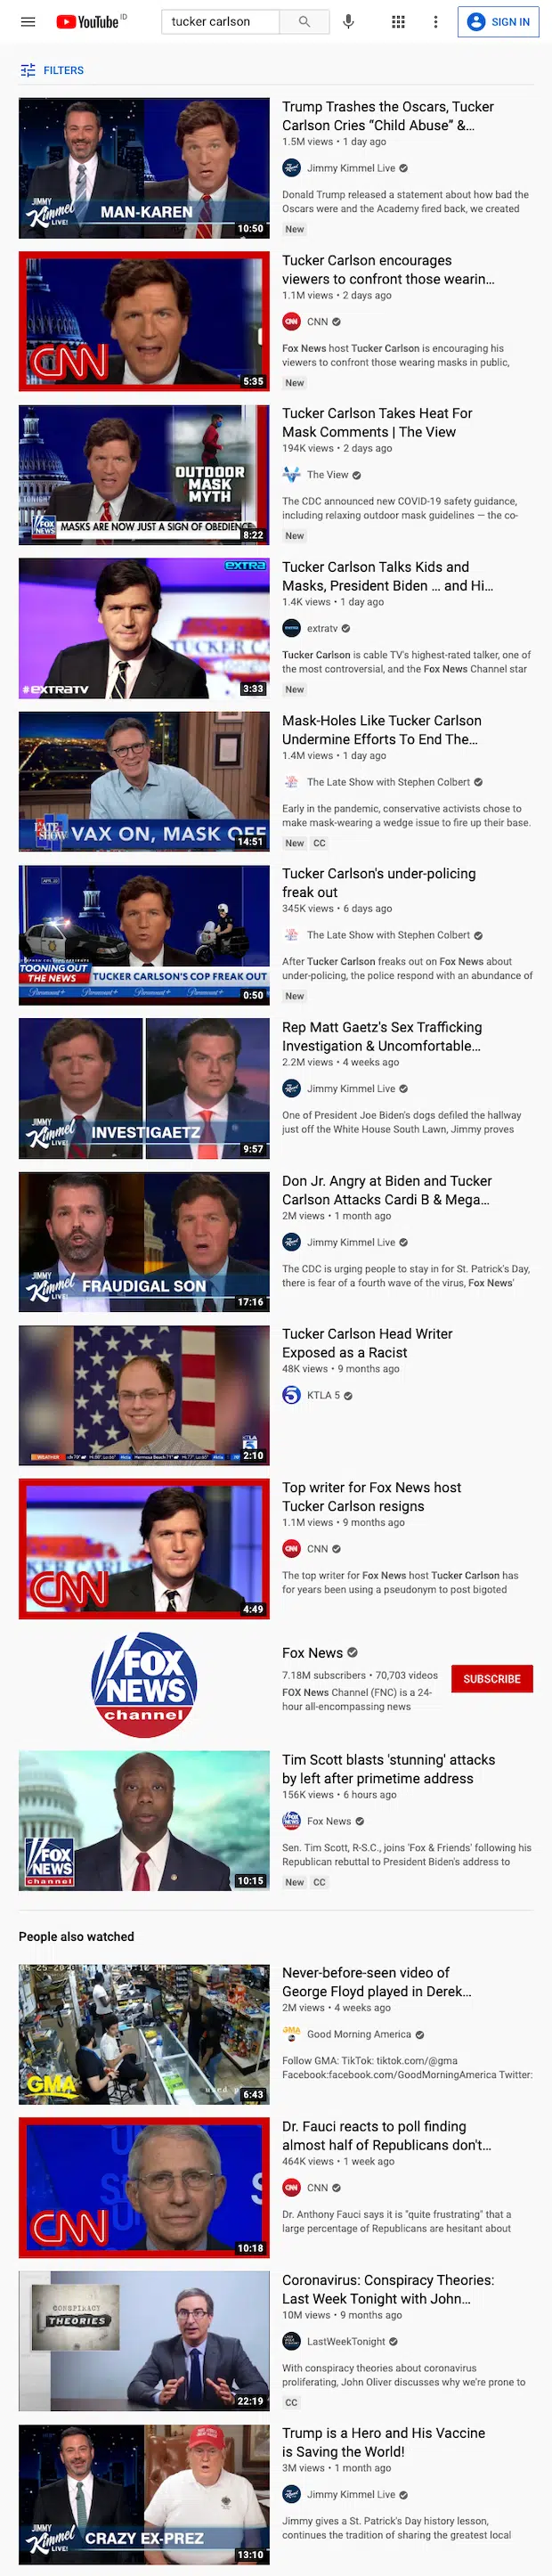 YouTube ID
tucker carlson
SIGN IN
FILTERS
JIMMY
Kimmel
LIVE!
MAN-KAREN
10:50
Trump Trashes the Oscars, Tucker
Carlson Cries “Child Abuse” &...
1.5M views • 1 day ago
Jimmy Kimmel Live
Donald Trump released a statement about how bad the
Oscars were and the Academy fired back, we created
New
CNN
5:35
Tucker Carlson encourages
viewers to confront those wearin...
1.1M views • 2 days ago
CNN
Fox News host Tucker Carlson is encouraging his
viewers to confront those wearing masks in public,
New
TONIGHT
OUTDOOR
MASK
MYTH
FOX
NEWS
MASKS ARE NOW JUST A SIGN OF OBEDIENCE
8:22
Tucker Carlson Takes Heat For
Mask Comments | The View
194K views • 2 days ago
The View
The CDC announced new COVID-19 safety guidance,
including relaxing outdoor mask guidelines — the co-
New
extra
TUCKER CARLS
#EXTRATV
3:33
Tucker Carlson Talks Kids and
Masks, President Biden ... and Hi...
1.4K views • 1 day ago
extratv
Tucker Carlson is cable TV's highest-rated talker, one of
the most controversial, and the Fox News Channel star
New
VAX ON, MASK OFF
14:51
Mask-Holes Like Tucker Carlson
Undermine Efforts To End The...
1.4M views • 1 day ago
The Late Show with Stephen Colbert
Early in the pandemic, conservative activists chose to
make mask-wearing a wedge issue to fire up their base.
New CC
TOONING OUT
THE NEWS
TUCKER CARLSON'S COP FREAK OUT
Paramount+ Paramount+ Paramount+
0:50
Tucker Carlson's under-policing
freak out
345K views • 6 days ago
The Late Show with Stephen Colbert
After Tucker Carlson freaks out on Fox News about
under-policing, the police respond with an abundance of
New
JIMMY
Kimmel
LIVE!
INVESTIGAETZ
9:57
Rep Matt Gaetz's Sex Trafficking
Investigation & Uncomfortable...
2.2M views • 4 weeks ago
Jimmy Kimmel Live
One of President Joe Biden's dogs defiled the hallway
just off the White House South Lawn, Jimmy proves
JIMMY
Kimmel
LIVE!
FRAUDIGAL SON
17:16
Don Jr. Angry at Biden and Tucker
Carlson Attacks Cardi B & Mega...
2M views • 1 month ago
Jimmy Kimmel Live
The CDC is urging people to stay in for St. Patrick's Day,
there is fear of a fourth wave of the virus, Fox News'
KTLA
5
WEATHER
2:10
Tucker Carlson Head Writer
Exposed as a Racist
48K views • 9 months ago
KTLA 5
CNN
4:49
Top writer for Fox News host
Tucker Carlson resigns
1.1M views • 9 months ago
CNN
The top writer for Fox News host Tucker Carlson has
for years been using a pseudonym to post bigoted
FOX
NEWS
channel
Fox News
7.18M subscribers • 70,703 videos
FOX News Channel (FNC) is a 24-
hour all-encompassing news
SUBSCRIBE
FOX
NEWS
channel
10:15
Tim Scott blasts 'stunning' attacks
by left after primetime address
156K views • 6 hours ago
Fox News
Sen. Tim Scott, R-S.C., joins 'Fox & Friends' following his
Republican rebuttal to President Biden's address to
New CC
People also watched
GMA
6:43
Never-before-seen video of
George Floyd played in Derek...
2M views • 4 weeks ago
Good Morning America
Follow GMA: TikTok: tiktok.com/@gma
Facebook:facebook.com/GoodMorningAmerica Twitter:
CNN
10:18
Dr. Fauci reacts to poll finding
almost half of Republicans don't...
464K views • 1 week ago
CNN
Dr. Anthony Fauci says it is "quite frustrating" that a
large percentage of Republicans are hesitant about
CONSPIRACY
THEORIES
22:19
Coronavirus: Conspiracy Theories:
Last Week Tonight with John...
10M views • 9 months ago
LastWeekTonight
With conspiracy theories about coronavirus
proliferating, John Oliver discusses why we're prone to
CC
JIMMY
Kimmel
LIVE!
CRAZY EX-PREZ
13:10
Trump is a Hero and His Vaccine
is Saving the World!
3M views • 1 month ago
Jimmy Kimmel Live
Jimmy gives a St. Patrick's Day history lesson,
continues the tradition of sharing the greatest local